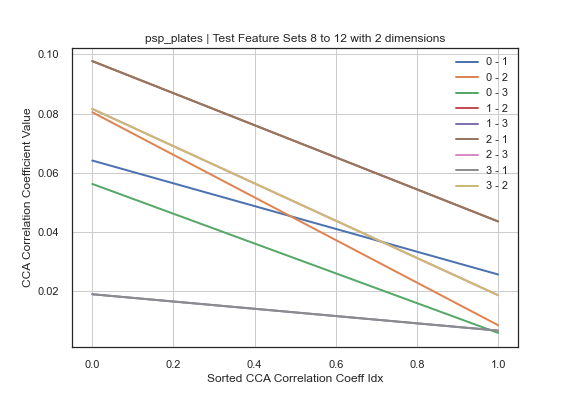 psp_plates | Test Feature Sets 8 to 12 with 2 dimensions
CCA Correlation Coefficient Value
0.10
0.08
0.06
0.04
0.02
0 - 1
0 - 2
0 - 3
1 - 2
1 - 3
2 - 1
2 - 3
3 - 1
3 - 2
0.0 0.2 0.4 0.6 0.8 1.0
Sorted CCA Correlation Coeff Idx